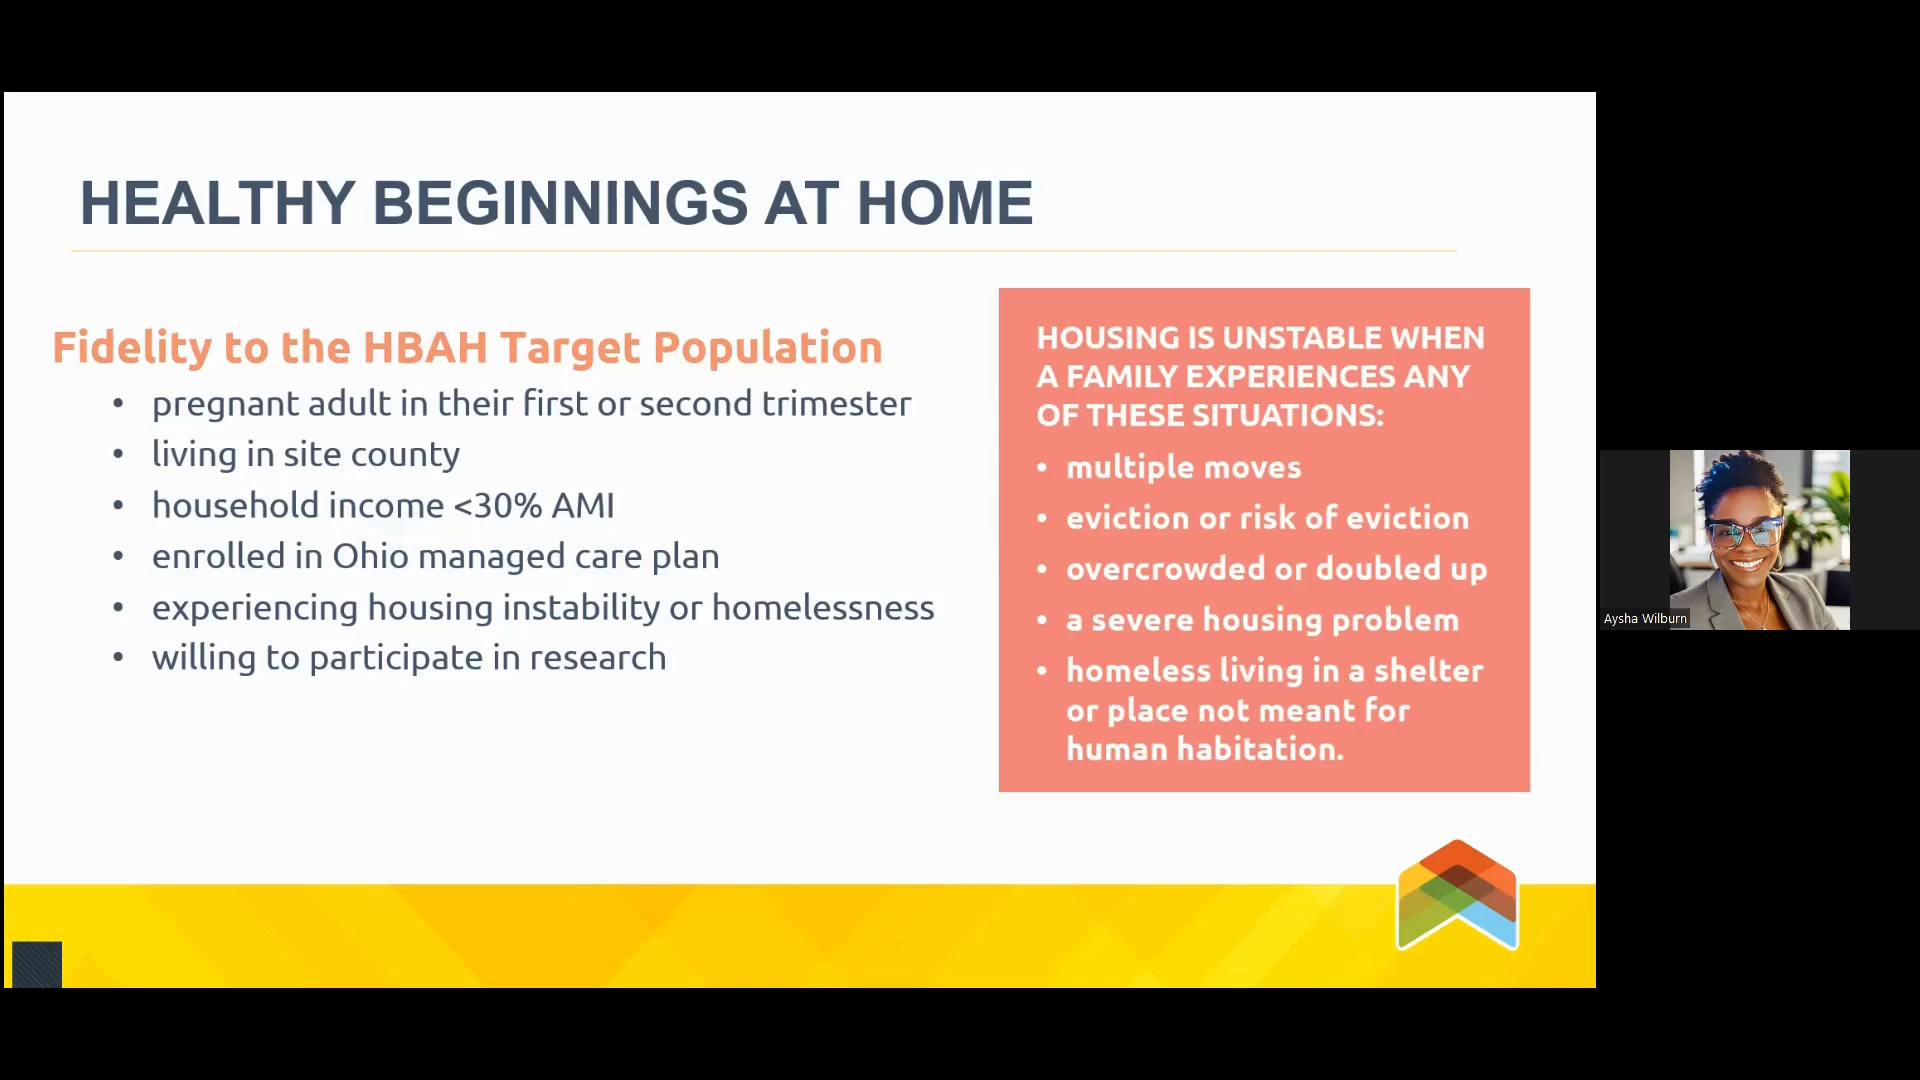 HEALTHY BEGINNINGS AT HOME
Fidelity to the HBAH Target Population
• pregnant adult in their first or second trimester
• living in site county
• household income <30% AMI
• enrolled in Ohio managed care plan
• experiencing housing instability or homelessness
• willing to participate in research
HOUSING IS UNSTABLE WHEN
A FAMILY EXPERIENCES ANY
OF THESE SITUATIONS:
• multiple moves
• eviction or risk of eviction
• overcrowded or doubled up
• a severe housing problem
• homeless living in a shelter
or place not meant for
human habitation.
Aysha Wilburn